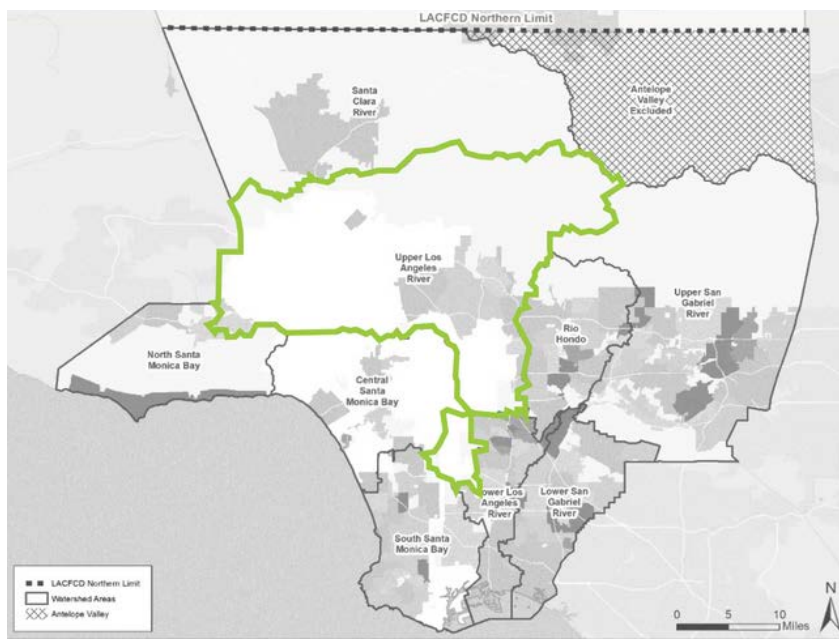 LACFCD Northern Limit
Santa
Clara
River
Antelope
Valley
Excluded
Upper Los
Angeles
River
Upper San
Gabriel
River
Rio
Hondo
North Santa
Monica Bay
Central
Santa
Monica Bay
Lower Los
Angeles
River
Lower San
Gabriel
River
South Santa
Monica Bay
LACFCD Northern Limit
Watershed Areas
Antelope Valley
0 5 10
Miles
N